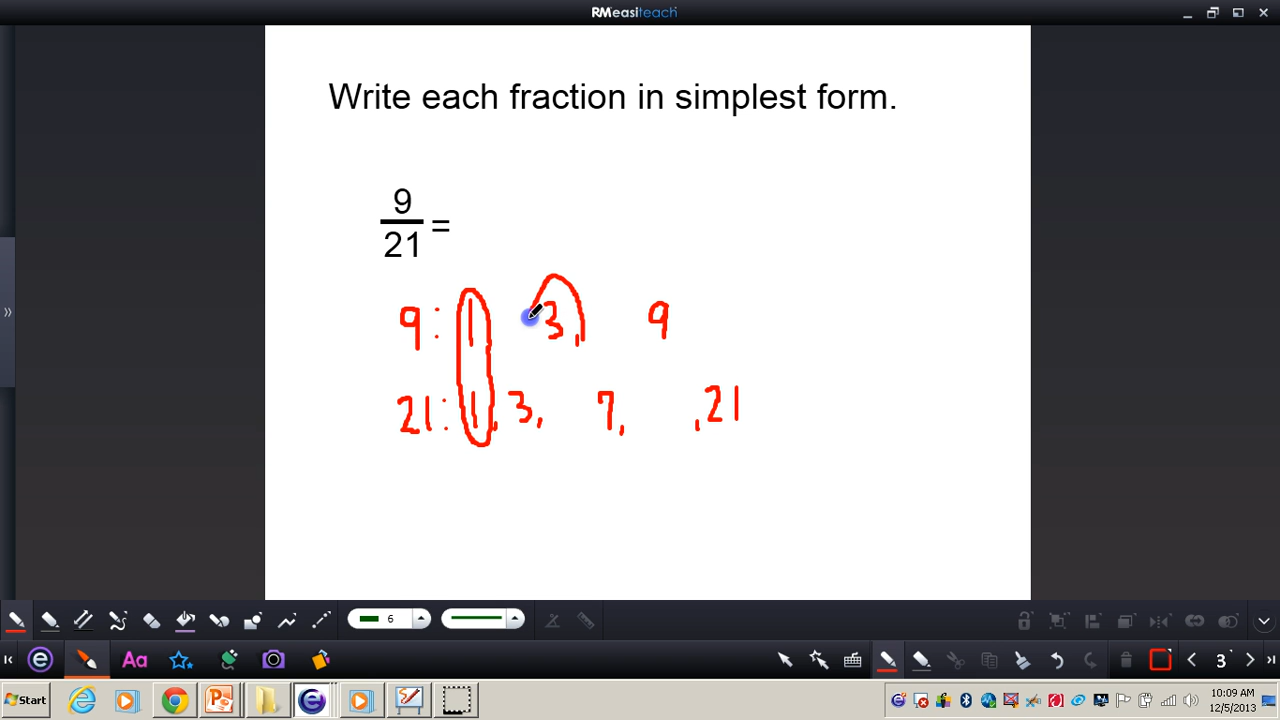 RMeasiteach
Write each fraction in simplest form.
9
21 =
9: 1 3, 9
21: 1, 3, 7, ,21
6
Aa
3
Start
10:09 AM
12/5/2013